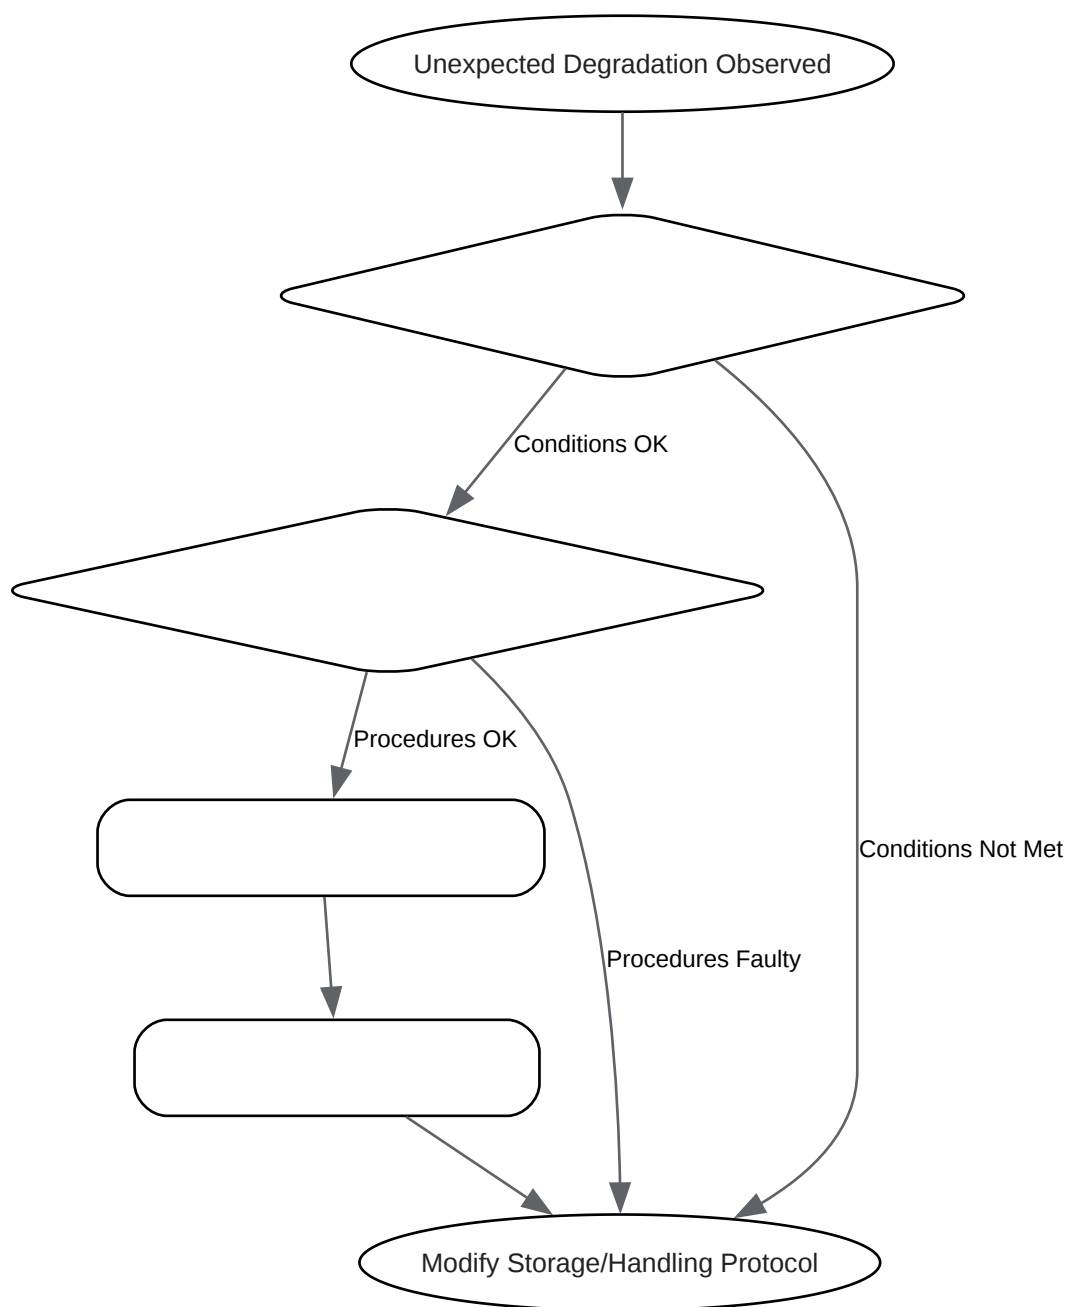 Unexpected Degradation Observed
Conditions OK
Procedures OK
Conditions Not Met
Procedures Faulty
Modify Storage/Handling Protocol